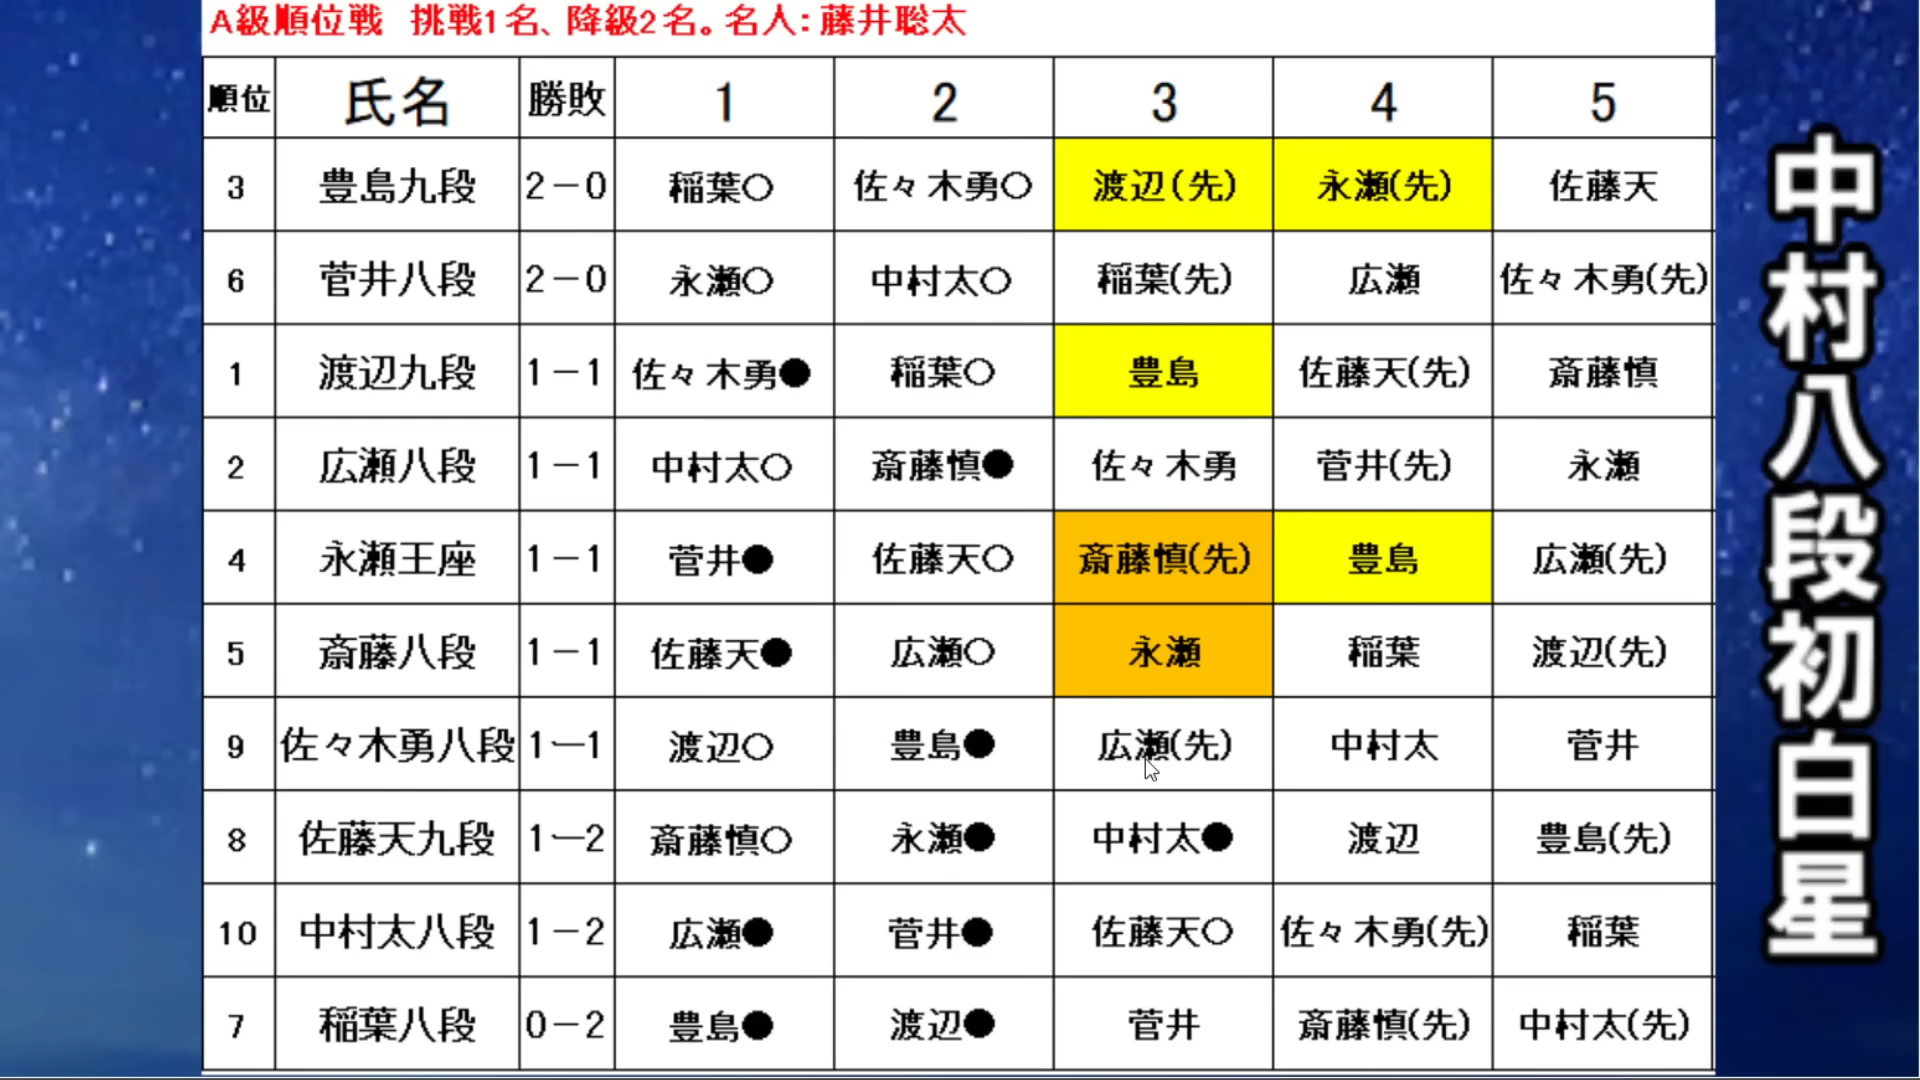 A級順位戦　挑戦1名、降級2名。名人：藤井聡太
順位 氏名 勝敗 1 2 3 4 5
3 豊島九段 2－0 稲葉○ 佐々木勇○ 渡辺(先) 永瀬(先) 佐藤天
6 菅井八段 2－0 永瀬○ 中村太○ 稲葉(先) 広瀬 佐々木勇(先)
1 渡辺九段 1－1 佐々木勇● 稲葉○ 豊島 佐藤天(先) 斎藤慎
2 広瀬八段 1－1 中村太○ 斎藤慎● 佐々木勇 菅井(先) 永瀬
4 永瀬王座 1－1 菅井● 佐藤天○ 斎藤慎(先) 豊島 広瀬(先)
5 斎藤八段 1－1 佐藤天● 広瀬○ 永瀬 稲葉 渡辺(先)
9 佐々木勇八段 1－1 渡辺○ 豊島● 広瀬(先) 中村太 菅井
8 佐藤天九段 1－2 斎藤慎○ 永瀬● 中村太● 渡辺 豊島(先)
10 中村太八段 1－2 広瀬● 菅井● 佐藤天○ 佐々木勇(先) 稲葉
7 稲葉八段 0－2 豊島● 渡辺● 菅井 斎藤慎(先) 中村太(先)
中村八段初白星